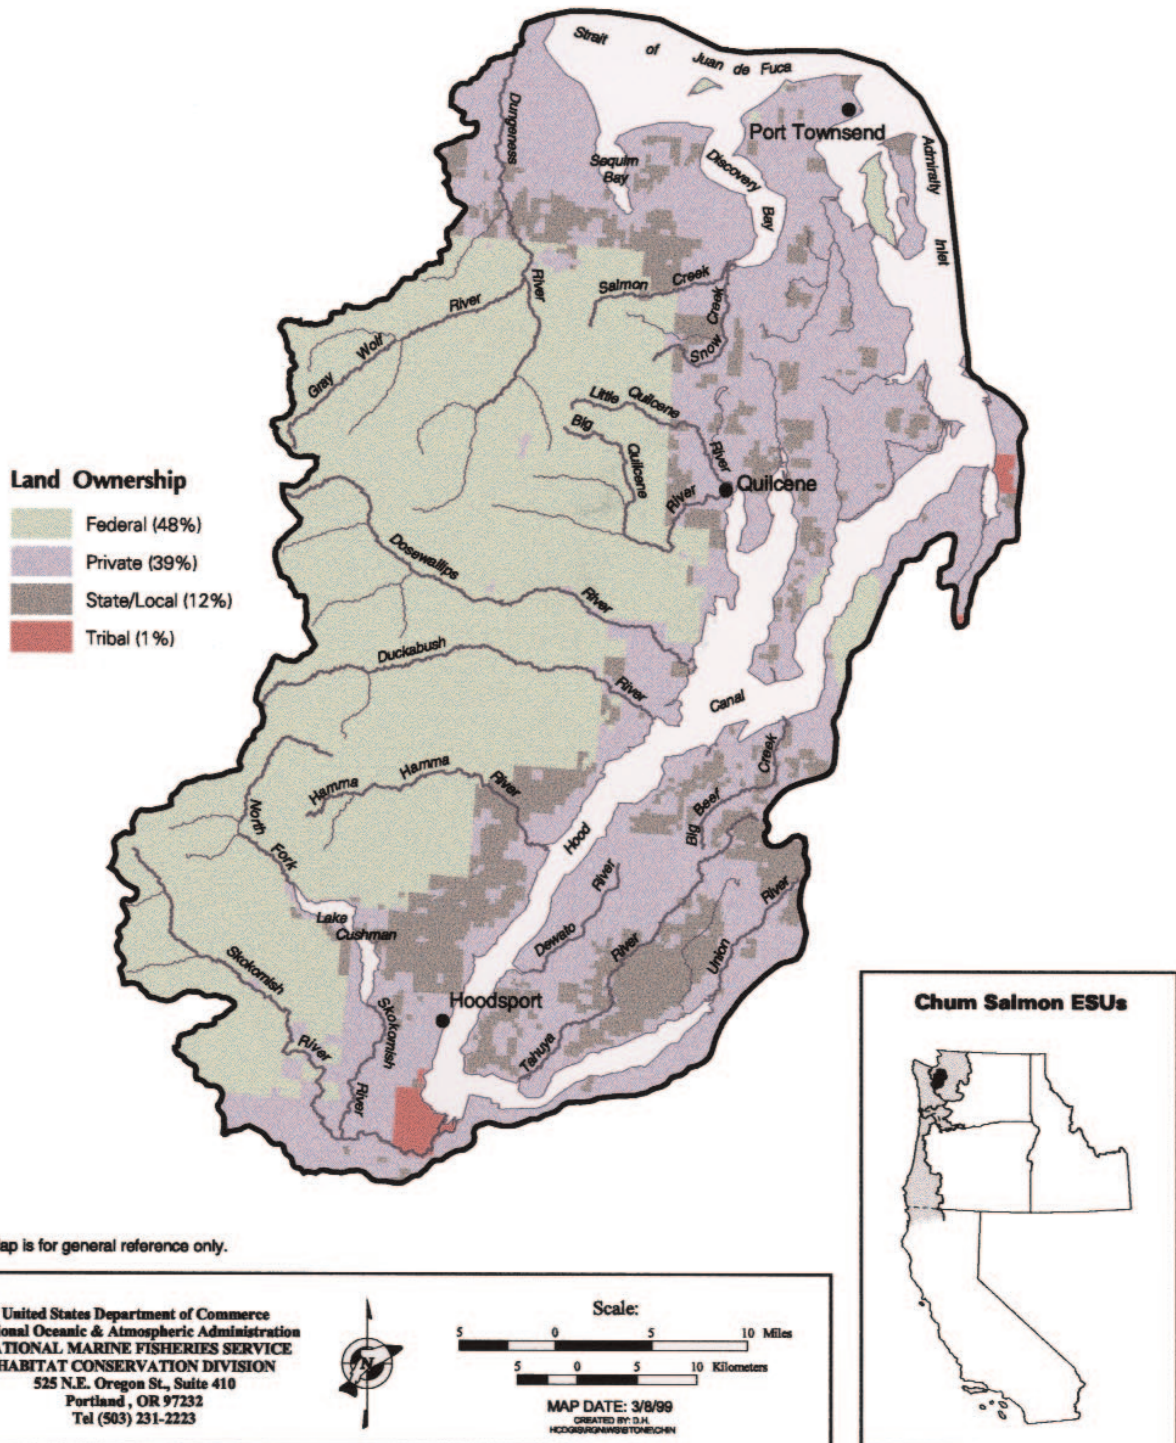 Strait of Juan de Fuca
Port Townsend
Admiralty Inlet
Dungeness River
Sequim
Bay
Discovery Bay
Salmon Creek
Snow Creek
Gray Wolf River
Little Quilcene River
Big Quilcene River
Quilcene
Land Ownership
Federal (48%)
Private (39%)
State/Local (12%)
Tribal (1%)
Dosewallips River
Duckabush River
Hood Canal
Hamma Hamma River
Big Beef Creek
North Fork Skokomish River
Lake
Cushman
Dewato River
Tahuya River
Union River
Skokomish River
Hoodsport
Chum Salmon ESUs
ap is for general reference only.
United States Department of Commerce
ional Oceanic & Atmospheric Administration
ATIONAL MARINE FISHERIES SERVICE
HABITAT CONSERVATION DIVISION
525 N.E. Oregon St., Suite 410
Portland , OR 97232
Tel (503) 231-2223
N
Scale:
5 0 5 10 Miles
5 0 5 10 Kilometers
MAP DATE: 3/8/99
CREATED BY: D.H.